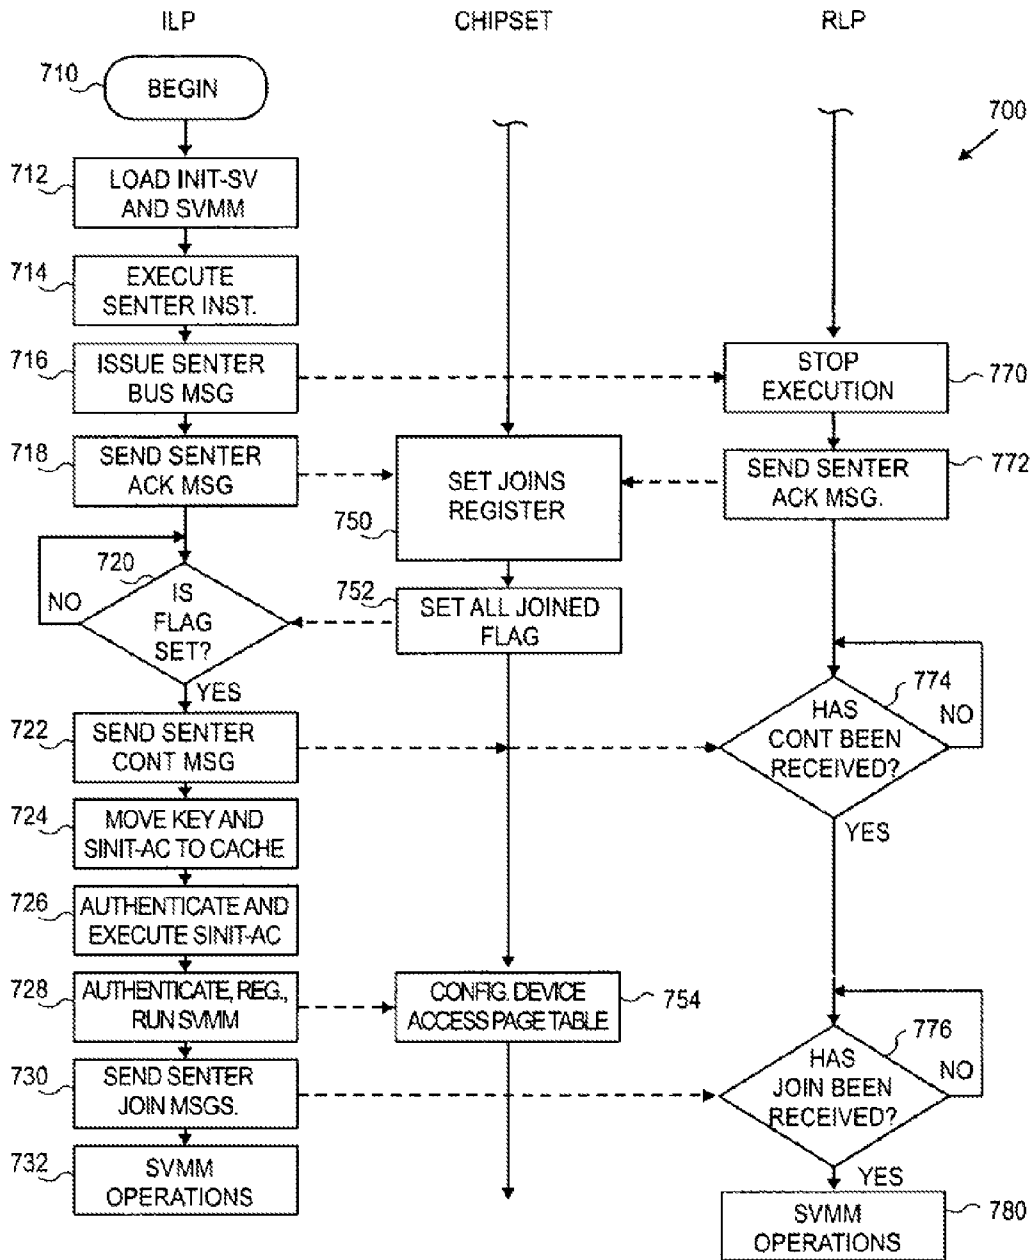 ILP
CHIPSET
RLP
700
710
BEGIN
712
LOAD INIT-SV
AND SVMM
714
EXECUTE
SENTER INST.
716
ISSUE SENTER
BUS MSG
STOP
EXECUTION
770
718
SEND SENTER
ACK MSG
SET JOINS
REGISTER
750
SEND SENTER
ACK MSG.
772
720
IS
FLAG
SET?
NO
YES
752
SET ALL JOINED
FLAG
774
HAS
CONT BEEN
RECEIVED?
NO
YES
722
SEND SENTER
CONT MSG
724
MOVE KEY AND
SINIT-AC TO CACHE
726
AUTHENTICATE AND
EXECUTE SINIT-AC
728
AUTHENTICATE, REG.,
RUN SVMM
CONFIG. DEVICE
ACCESS PAGE TABLE
754
776
HAS
JOIN BEEN
RECEIVED?
NO
YES
730
SEND SENTER
JOIN MSGS.
732
SVMM
OPERATIONS
SVMM
OPERATIONS
780